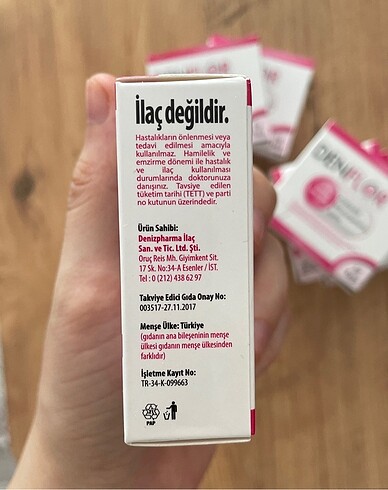 İlaç değildir.
Hastalıkların önlenmesi veya
tedavi edilmesi amacıyla
kullanılmaz. Hamilelik ve
emzirme dönemi ile hastalık
ve ilaç kullanılması
durumlarında doktorunuza
danışınız. Tavsiye edilen
tüketim tarihi (TETT) ve parti
no kutunun üzerindedir.
Ürün Sahibi:
Denizpharma İlaç
San. ve Tic. Ltd. Şti.
Oruç Reis Mh. Giyimkent Sit.
17 Sk. No:34-A Esenler / İST.
Tel : 0 (212) 438 62 97
Takviye Edici Gıda Onay No:
003517-27.11.2017
Menşe Ülke: Türkiye
(gıdanın ana bileşeninin menşe
ülkesi gıdanın menşe ülkesinden
farklıdır)
İşletme Kayıt No:
TR-34-K-099663
PAP
DENIFLOR